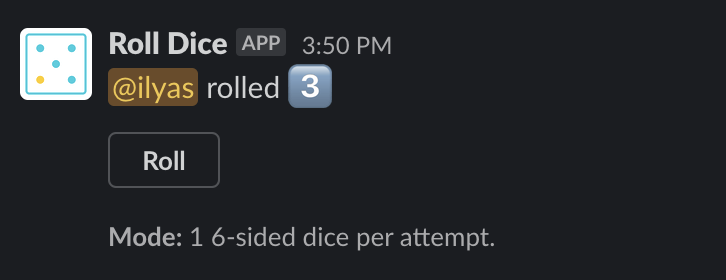 Roll Dice APP 3:50 PM
@ilyas rolled 3
Roll
Mode: 1 6-sided dice per attempt.